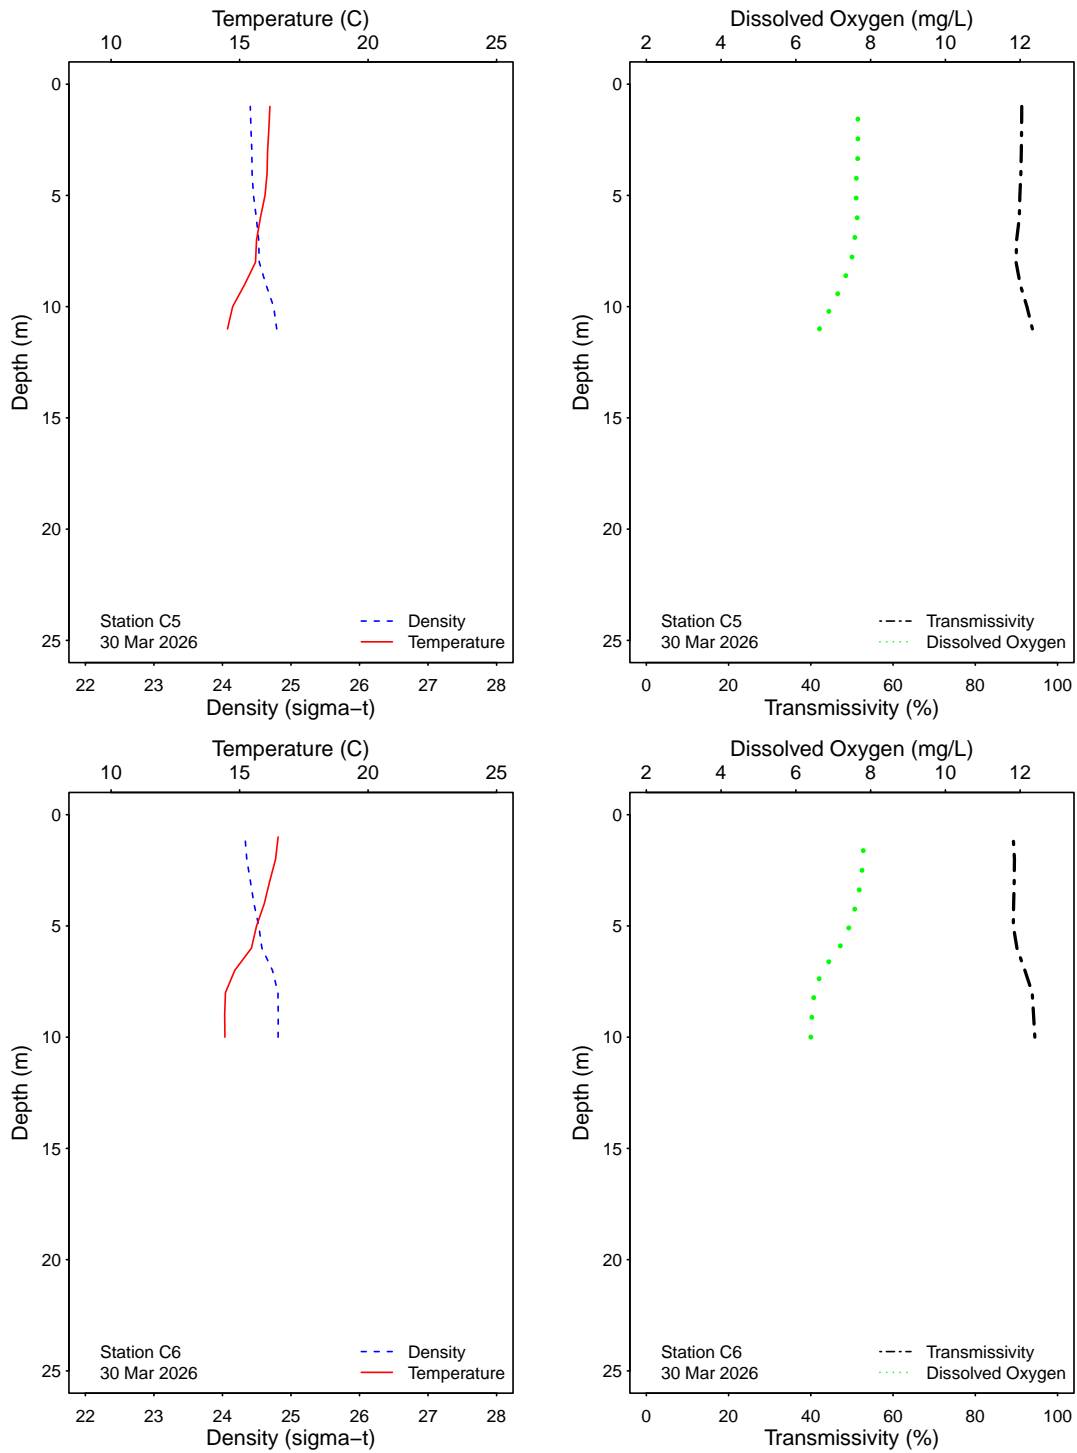 Temperature (C)
10 15 20 25
0
5
10
15
20
25
Depth (m)
Station C5
30 Mar 2026
Density
Temperature
22 23 24 25 26 27 28
Density (sigma−t)
Dissolved Oxygen (mg/L)
2 4 6 8 10 12
0
5
10
15
20
25
Depth (m)
Station C5
30 Mar 2026
Transmissivity
Dissolved Oxygen
0 20 40 60 80 100
Transmissivity (%)
Temperature (C)
10 15 20 25
0
5
10
15
20
25
Depth (m)
Station C6
30 Mar 2026
Density
Temperature
22 23 24 25 26 27 28
Density (sigma−t)
Dissolved Oxygen (mg/L)
2 4 6 8 10 12
0
5
10
15
20
25
Depth (m)
Station C6
30 Mar 2026
Transmissivity
Dissolved Oxygen
0 20 40 60 80 100
Transmissivity (%)